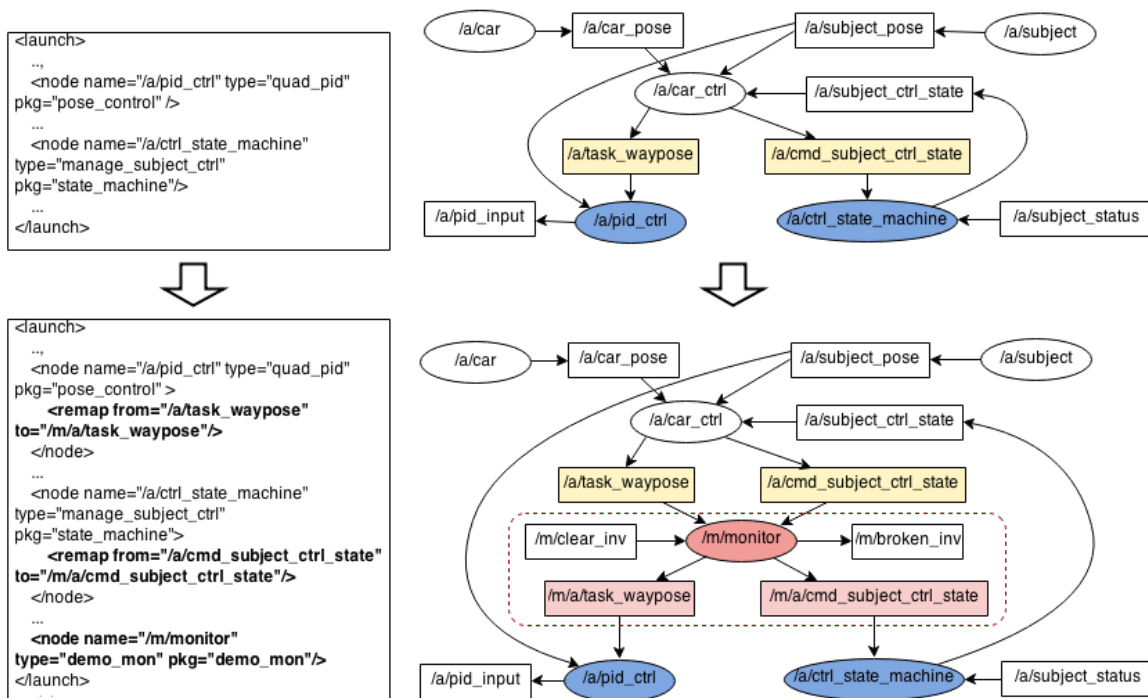 <launch>
..,
<node name="/a/pid_ctrl" type="quad_pid"
pkg="pose_control" />
...
<node name="/a/ctrl_state_machine"
type="manage_subject_ctrl"
pkg="state_machine"/>
...
</launch>
/a/car
/a/car_pose
/a/subject_pose
/a/subject
/a/car_ctrl
/a/subject_ctrl_state
/a/task_waypose
/a/cmd_subject_ctrl_state
/a/pid_input
/a/pid_ctrl
/a/ctrl_state_machine
/a/subject_status
<launch>
..,
<node name="/a/pid_ctrl" type="quad_pid"
pkg="pose_control" >
<remap from="/a/task_waypose"
to="/m/a/task_waypose"/>
</node>
...
<node name="/a/ctrl_state_machine"
type="manage_subject_ctrl"
pkg="state_machine">
<remap from="/a/cmd_subject_ctrl_state"
to="/m/a/cmd_subject_ctrl_state"/>
</node>
...
<node name="/m/monitor"
type="demo_mon" pkg="demo_mon"/>
</launch>
/a/car
/a/car_pose
/a/subject_pose
/a/subject
/a/car_ctrl
/a/subject_ctrl_state
/a/task_waypose
/a/cmd_subject_ctrl_state
/m/clear_inv
/m/monitor
/m/broken_inv
/m/a/task_waypose
/m/a/cmd_subject_ctrl_state
/a/pid_input
/a/pid_ctrl
/a/ctrl_state_machine
/a/subject_status